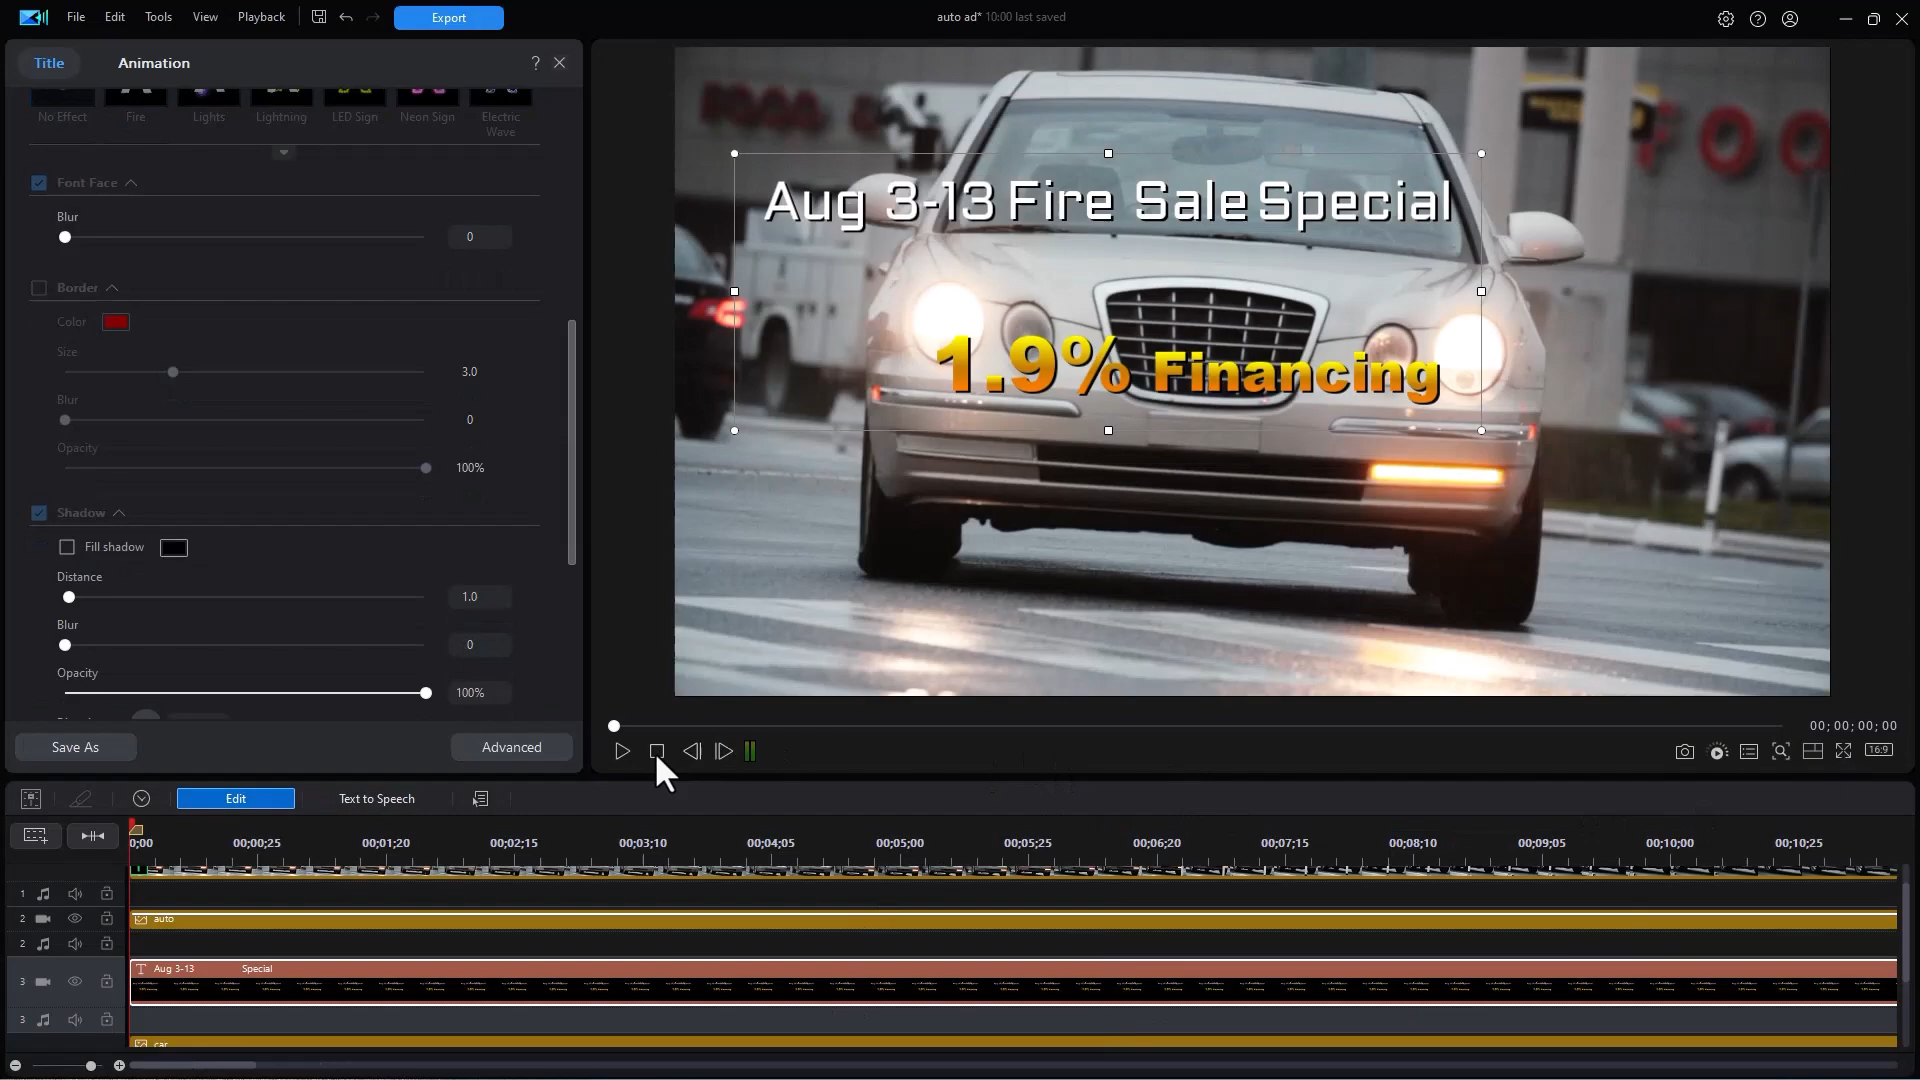 File Edit Tools View Playback Export auto ad* 10:00 last saved
Title Animation ?
No Effect Fire Lights Lightning LED Sign Neon Sign Electric Wave
Font Face
Blur
0
Border
Color
Size
3.0
Blur
0
Opacity
100%
Shadow
Fill shadow
Distance
1.0
Blur
0
Opacity
100%
Save As Advanced
Aug 3-13 Fire Sale Special
1.9% Financing
FOOD
FOO
00; 00; 00; 00
16:9
Edit Text to Speech
0;00 00;00;25 00;01;20 00;02;15 00;03;10 00;04;05 00;05;00 00;05;25 00;06;20 00;07;15 00;08;10 00;09;05 00;10;00 00;10;25
1
2 auto
2
3 Aug 3-13 Special
3
car